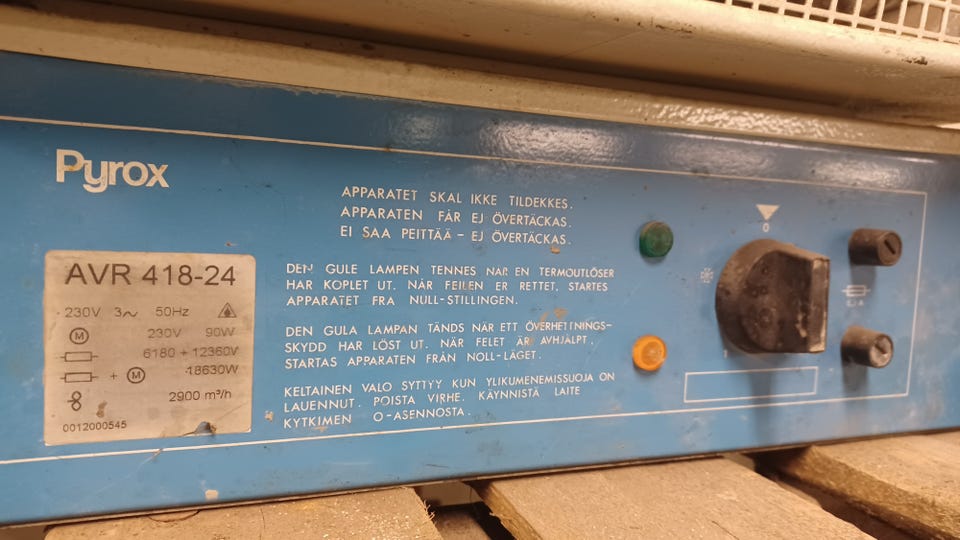 Pyrox
APPARATET SKAL IKKE TILDEKKES.
APPARATEN FÅR EJ ÖVERTÄCKAS.
EI SAA PEITTÄÄ – EJ ÖVERTÄCKAS.
DEN GULE LAMPEN TENNES NÅR EN TERMOUTLÖSER
HAR KOPLET UT. NÅR FEILEN ER RETTET, STARTES
APPARATET FRA NULL-STILLINGEN.
DEN GULA LAMPAN TÄNDS NÄR ETT ÖVERHETTNINGS-
SKYDD HAR LÖST UT. NÄR FELET ÄR AVHJÄLPT,
STARTAS APPARATEN FRÅN NOLL-LÄGET.
KELTAINEN VALO SYTTYY KUN YLIKUMENEMISSUOJA ON
LAUENNUT. POISTA VIRHE. KÄYNNISTÄ LAITE
KYTKIMEN O-ASENNOSTA.
AVR 418-24
230V 3~ 50Hz
M 230V 90W
6180 + 12360W
+ M 18630W
2900 m³/h
0012000545
0